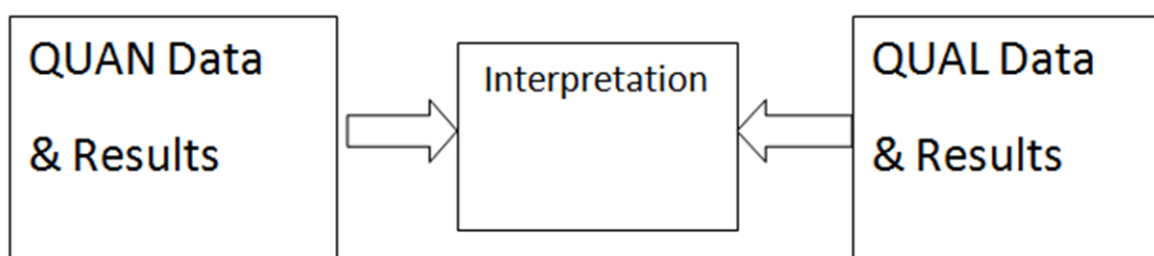 QUAN Data
& Results
Interpretation
QUAL Data
& Results